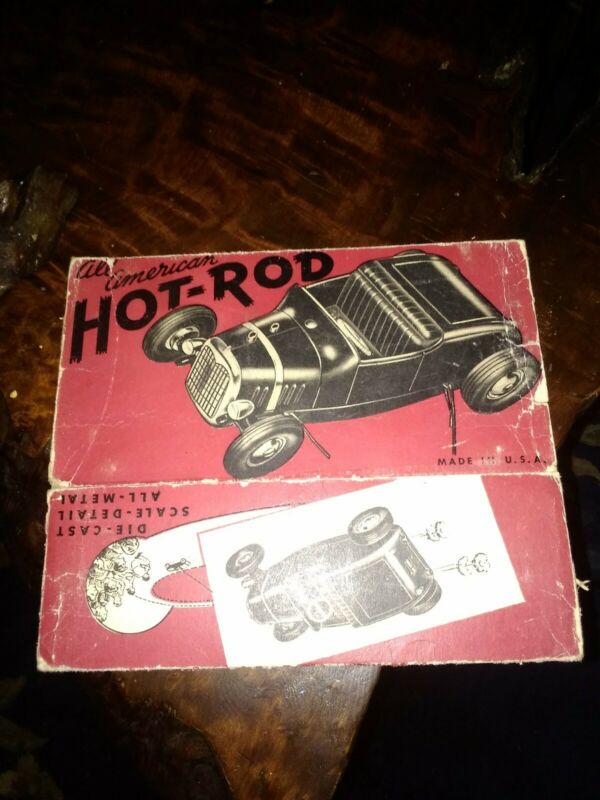 All American
HOT-ROD
MADE IN U.S.A.
DIE-CAST
SCALE-DETAIL
ALL-METAL